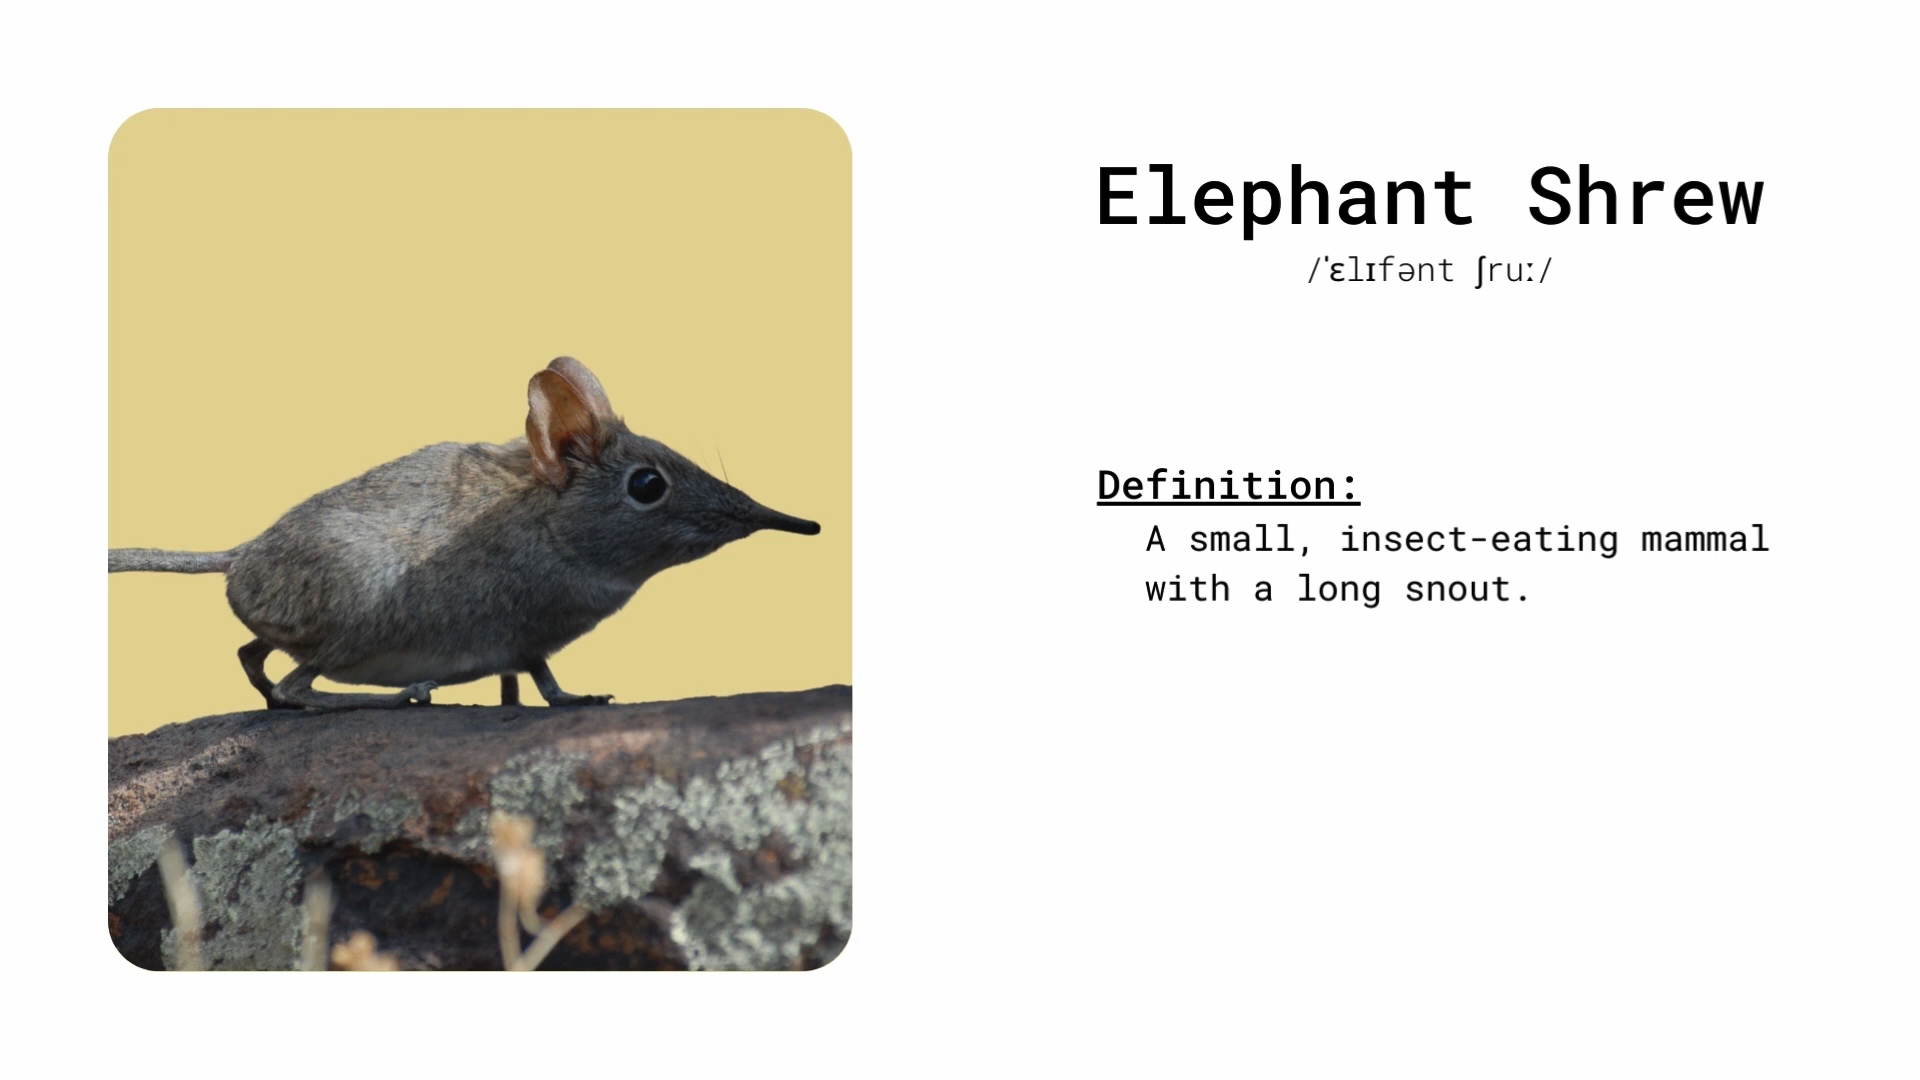 Elephant Shrew
/ˈɛlɪfənt ʃruː/
Definition:
A small, insect-eating mammal
with a long snout.